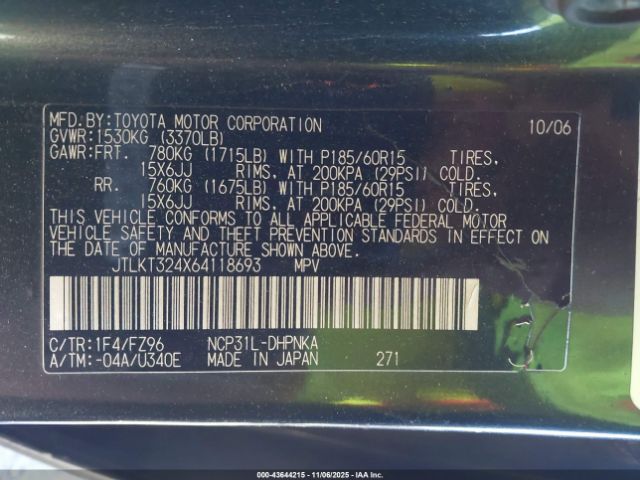 MFD.BY:TOYOTA MOTOR CORPORATION 10/06
GVWR:1530KG (3370LB)
GAWR:FRT. 780KG (1715LB) WITH P185/60R15 TIRES,
15X6JJ RIMS, AT 200KPA (29PSI) COLD.
RR. 760KG (1675LB) WITH P185/60R15 TIRES,
15X6JJ RIMS, AT 200KPA (29PSI) COLD.
THIS VEHICLE CONFORMS TO ALL APPLICABLE FEDERAL MOTOR
VEHICLE SAFETY AND THEFT PREVENTION STANDARDS IN EFFECT ON
THE DATE OF MANUFACTURE SHOWN ABOVE.
JTLKT324X64118693 MPV
C/TR:1F4/FZ96 NCP31L-DHPNKA
A/TM:-04A/U340E MADE IN JAPAN 271
000-43644215 - 11/06/2025 - IAA Inc.